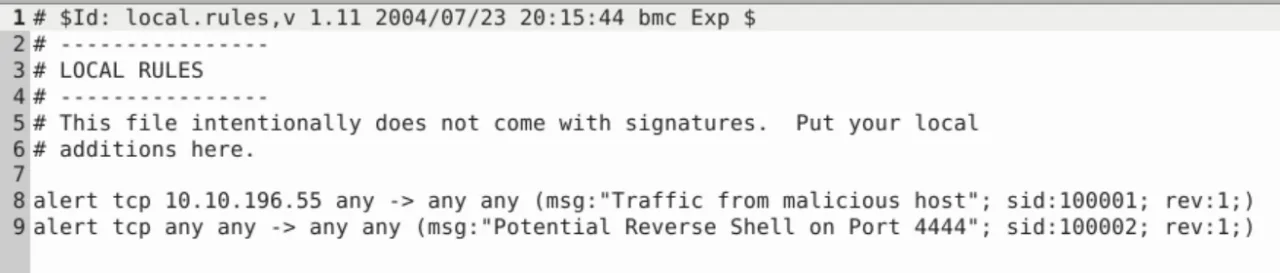 1 # $Id: local.rules,v 1.11 2004/07/23 20:15:44 bmc Exp $
2 # ----------------
3 # LOCAL RULES
4 # ----------------
5 # This file intentionally does not come with signatures.  Put your local
6 # additions here.
7
8 alert tcp 10.10.196.55 any -> any any (msg:"Traffic from malicious host"; sid:100001; rev:1;)
9 alert tcp any any -> any any (msg:"Potential Reverse Shell on Port 4444"; sid:100002; rev:1;)